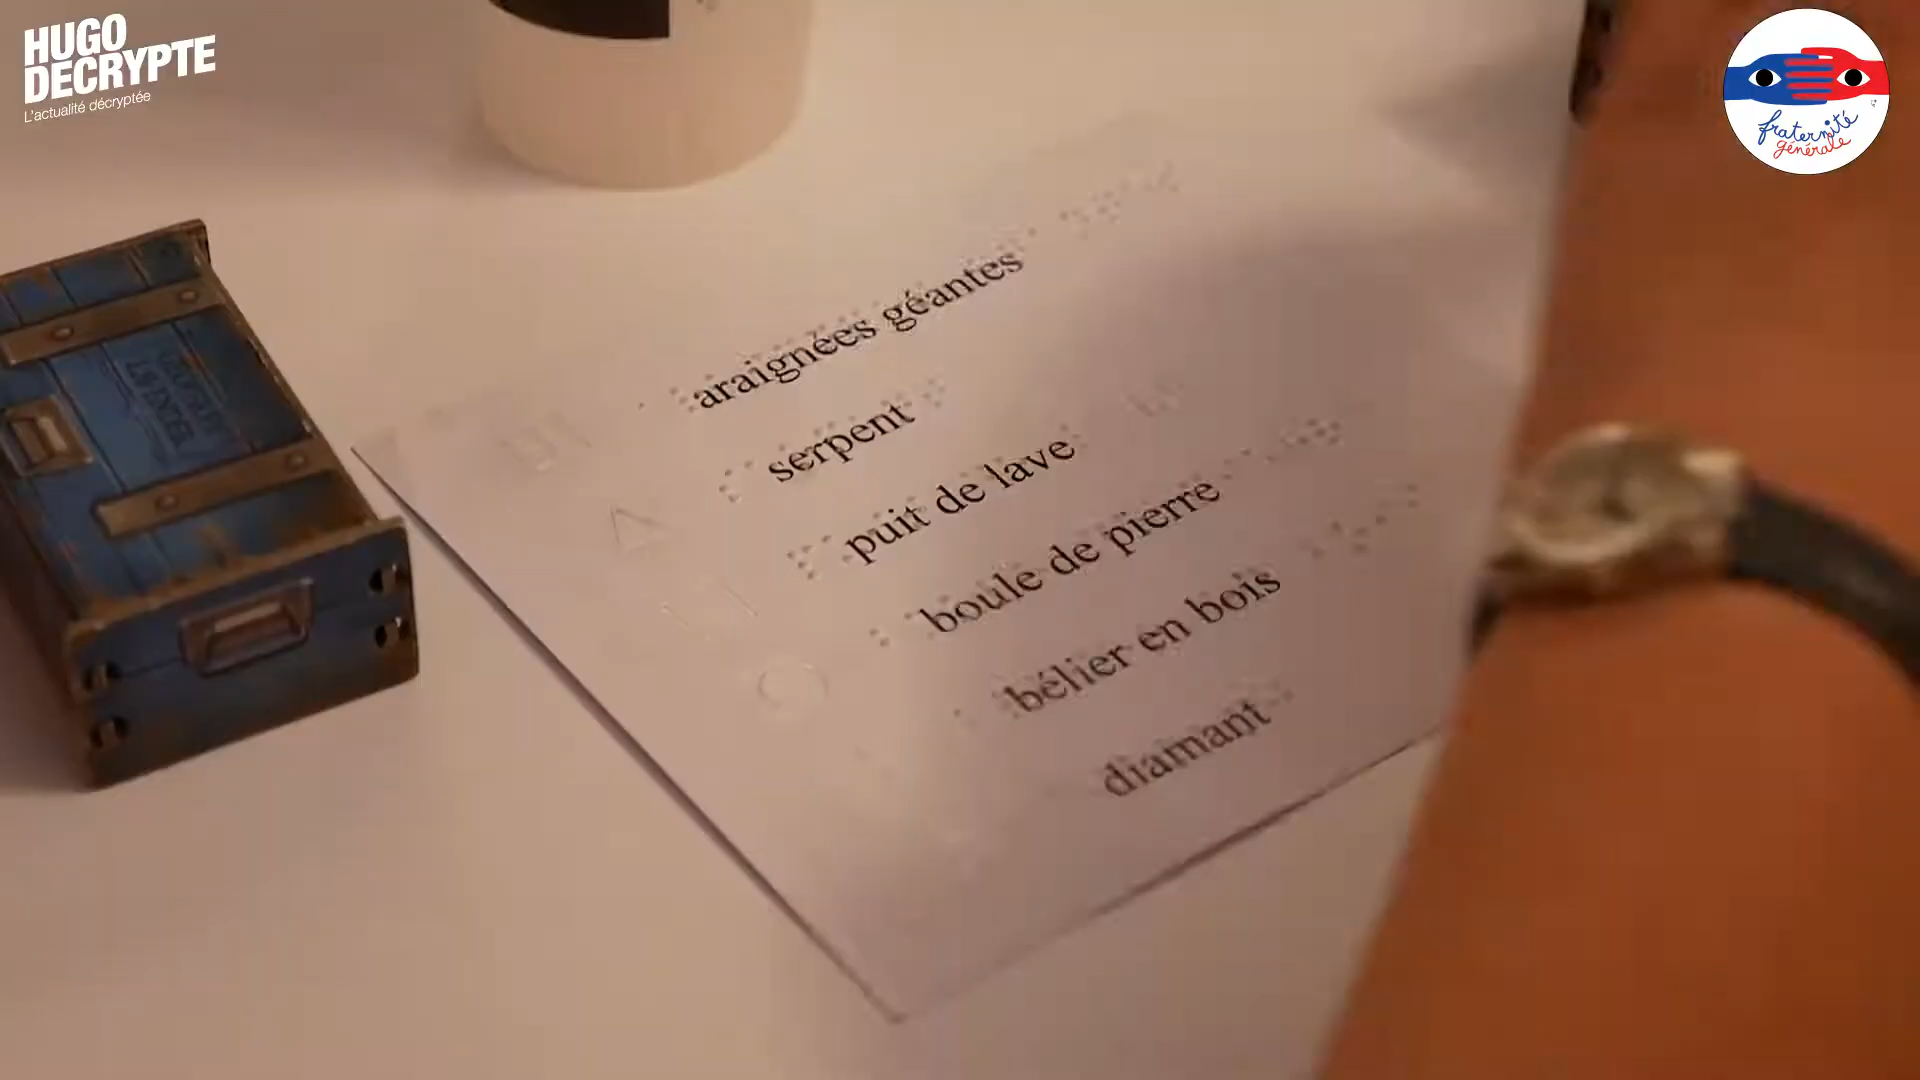 HUGO
DECRYPTE
L'actualité décryptée
fraternité
générale
araignées géantes
serpent
puit de lave
boule de pierre
bélier en bois
diamant